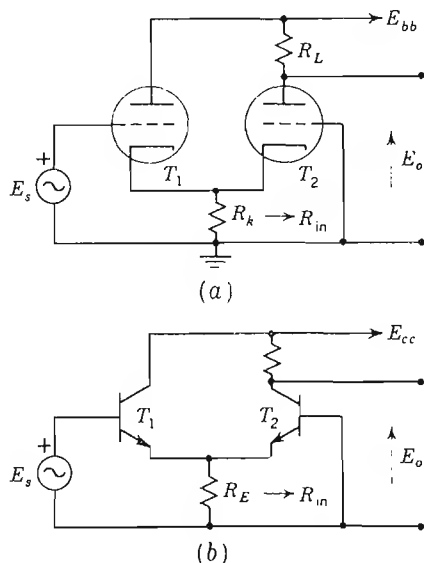 E_bb
R_L
T_1
T_2
+
E_s
E_o
R_k → R_in
(a)
E_cc
T_1
T_2
+
E_s
E_o
R_E → R_in
(b)